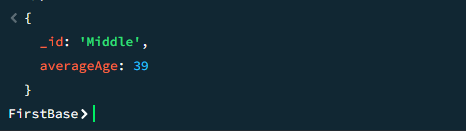 < {
_id: 'Middle',
averageAge: 39
}
FirstBase>